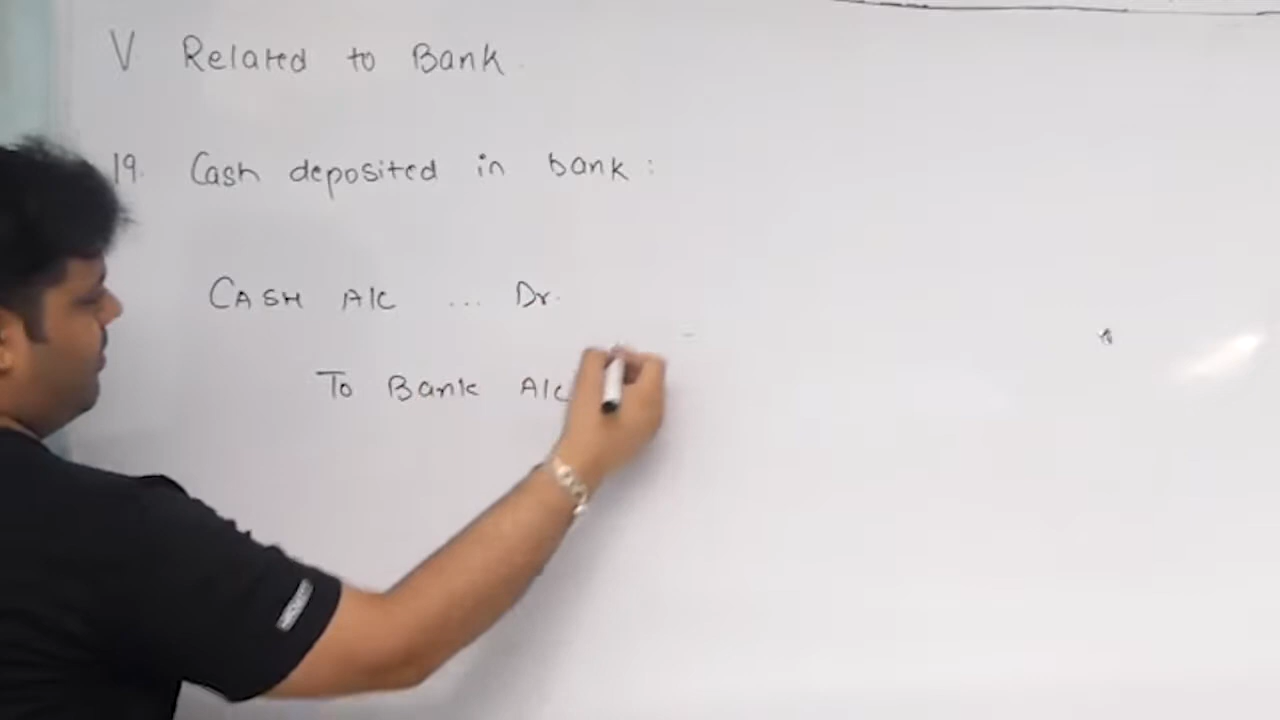 V Related to Bank
19. Cash deposited in bank:
CASH A/C ... Dr.
To Bank A/C